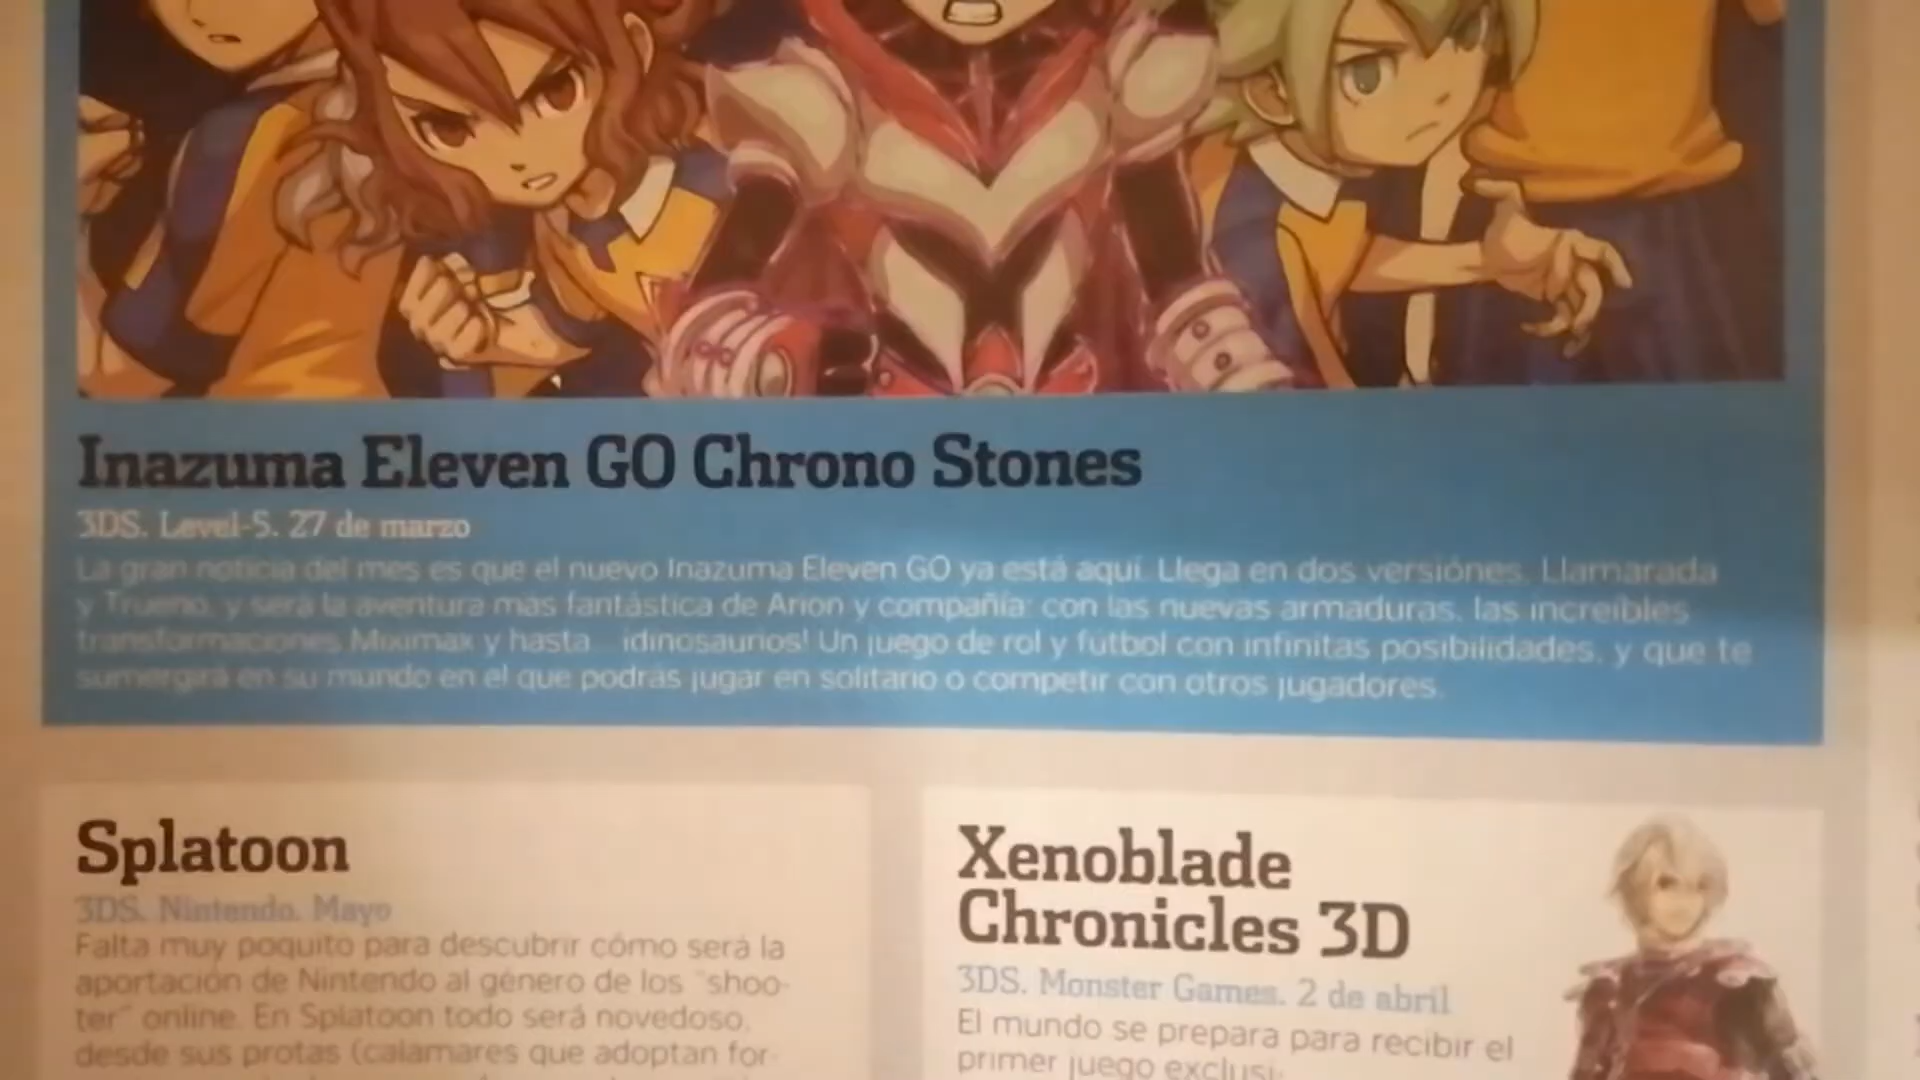 Inazuma Eleven GO Chrono Stones
3DS. Level-5. 27 de marzo
La gran noticia del mes es que el nuevo Inazuma Eleven GO ya está aquí. Llega en dos versiónes, Llamarada
y Trueno, y será la aventura más fantástica de Arion y compañía: con las nuevas armaduras, las increíbles
transformaciones Miximax y hasta... ¡dinosaurios! Un juego de rol y fútbol con infinitas posibilidades, y que te
sumergirá en su mundo en el que podrás jugar en solitario o competir con otros jugadores.
Splatoon
3DS. Nintendo. Mayo
Falta muy poquito para descubrir cómo será la
aportación de Nintendo al género de los "shoo-
ter" online. En Splatoon todo será novedoso,
desde sus protas (calamares que adoptan for-
Xenoblade
Chronicles 3D
3DS. Monster Games. 2 de abril
El mundo se prepara para recibir el
primer juego exclusi-